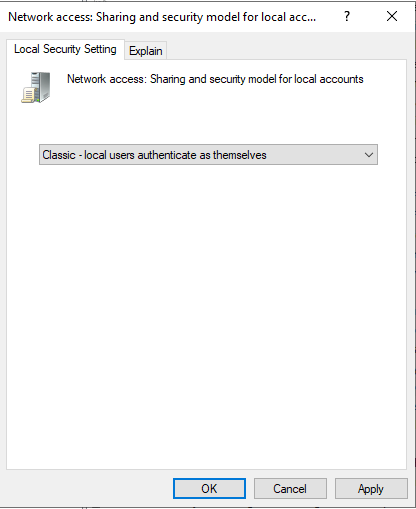 Network access: Sharing and security model for local acc...
?
Local Security Setting
Explain
Network access: Sharing and security model for local accounts
Classic - local users authenticate as themselves
OK
Cancel
Apply